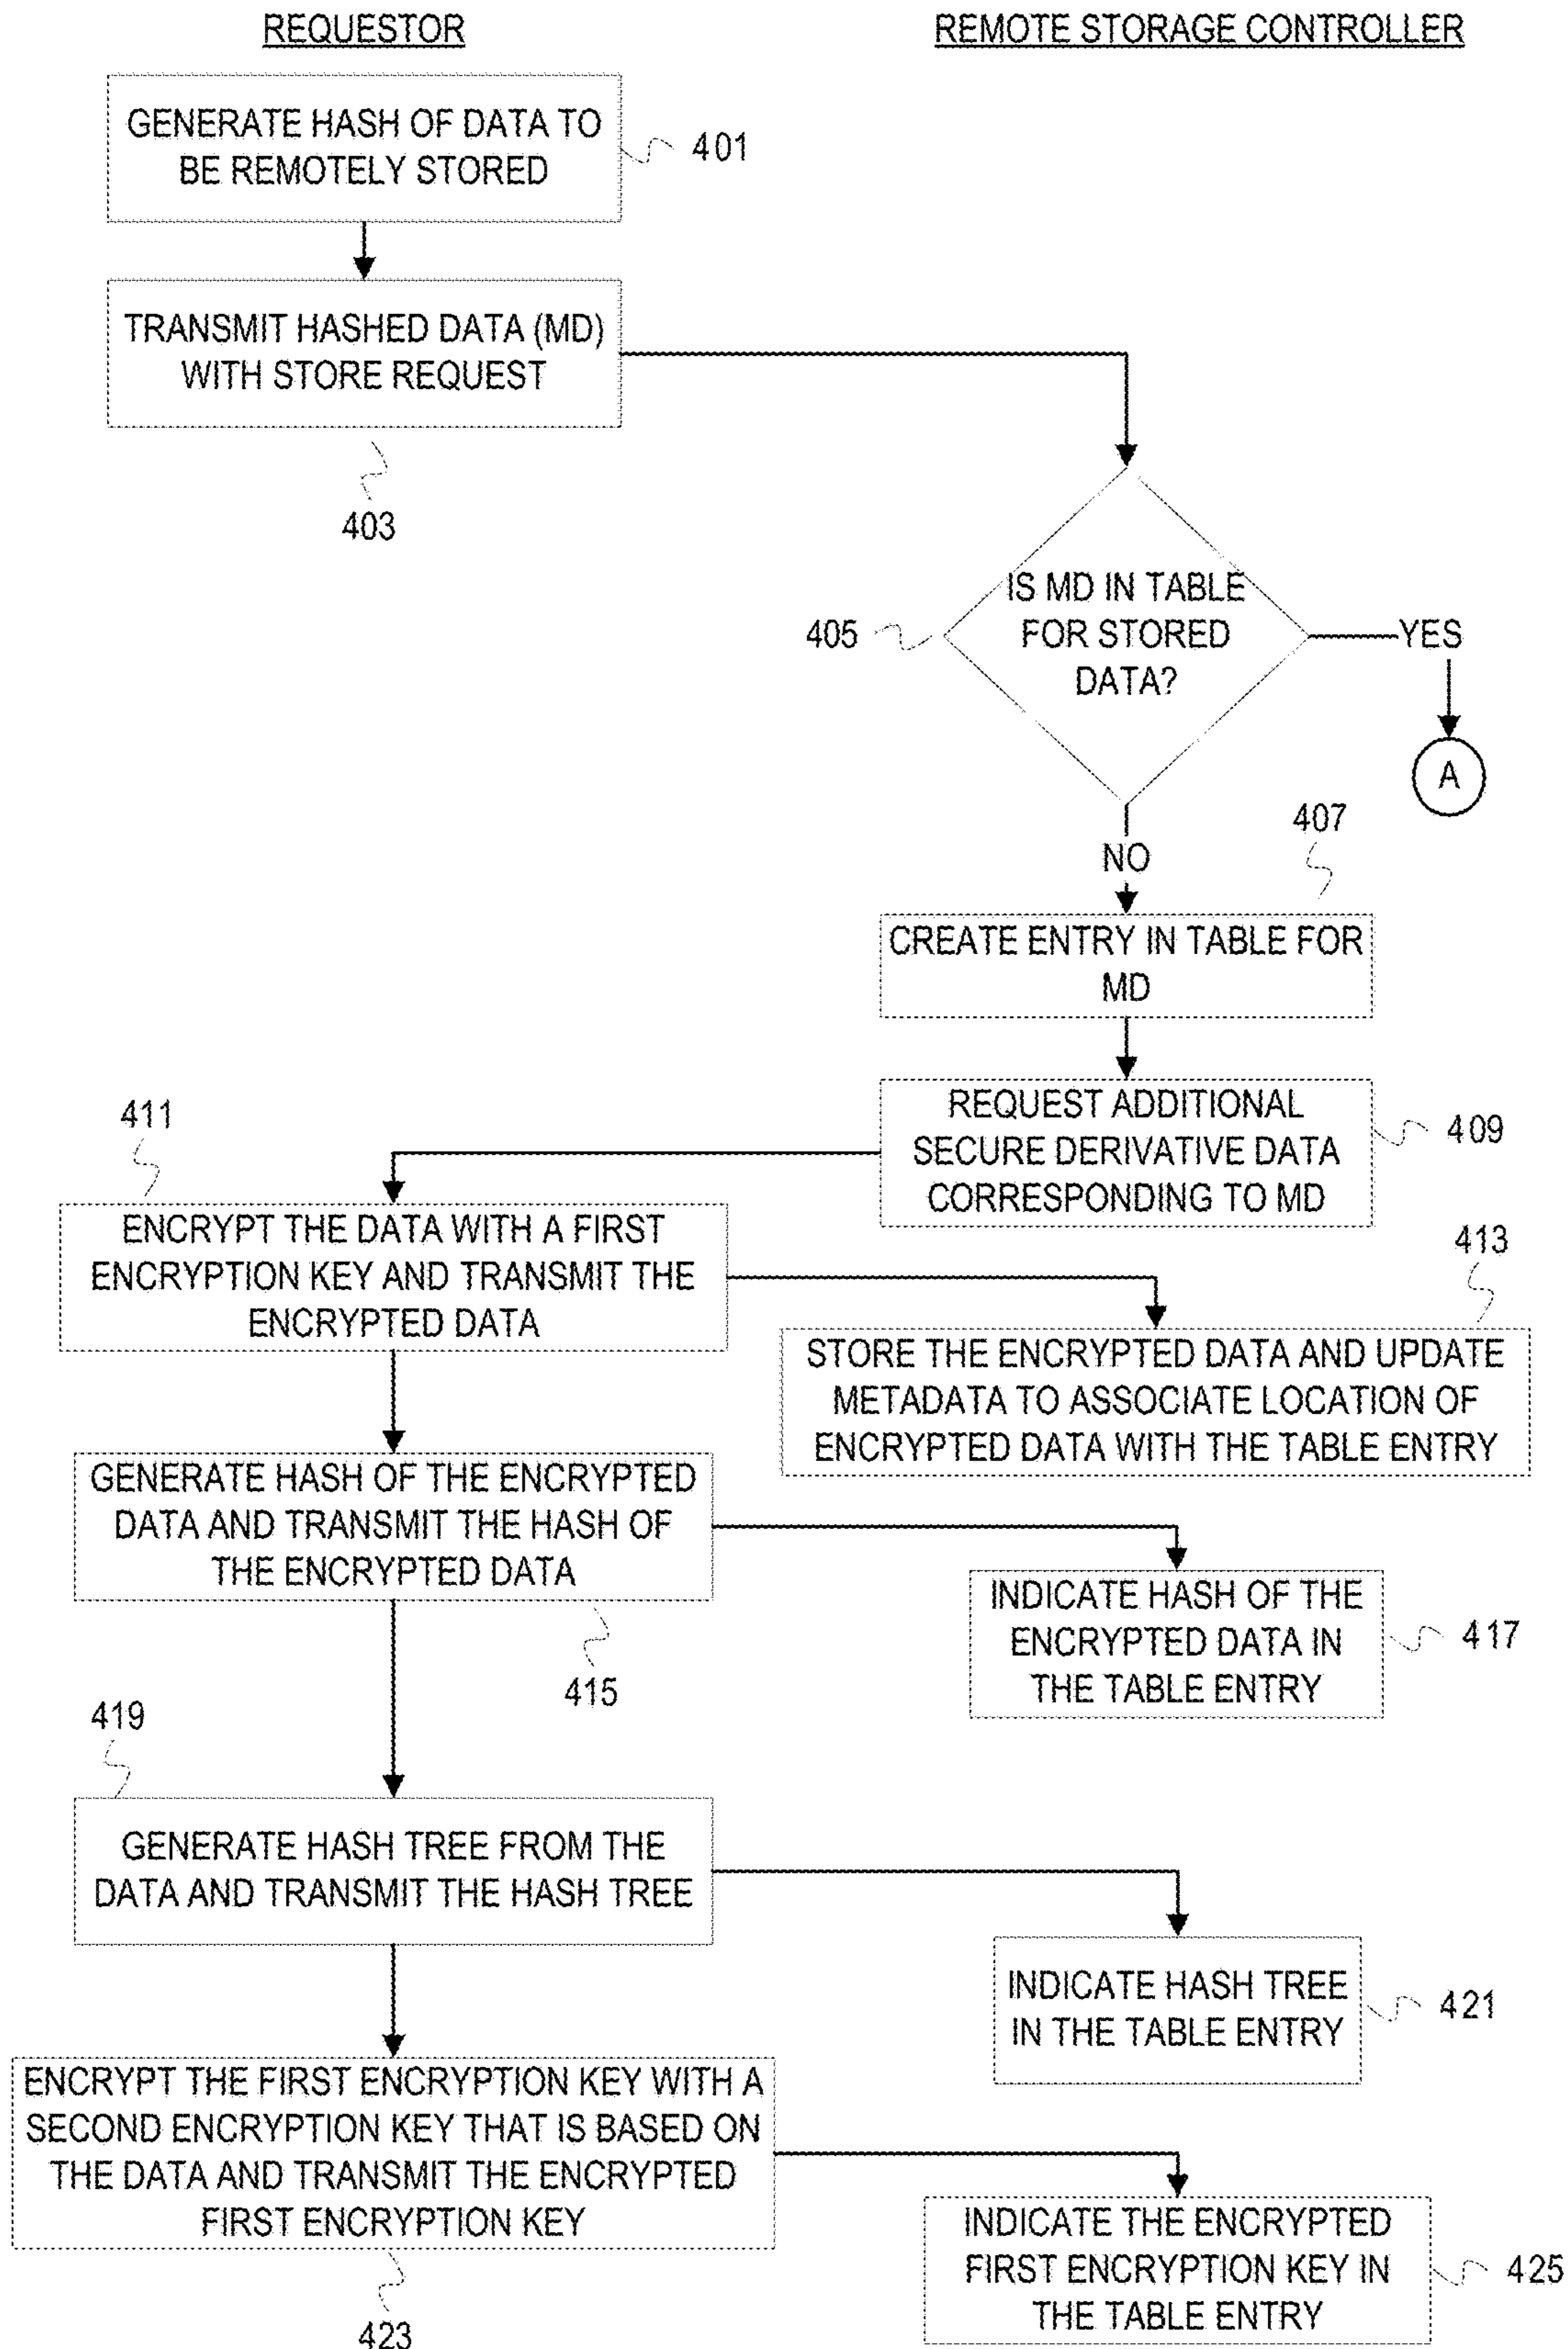 REQUESTOR
REMOTE STORAGE CONTROLLER
GENERATE HASH OF DATA TO
BE REMOTELY STORED
401
TRANSMIT HASHED DATA (MD)
WITH STORE REQUEST
403
IS MD IN TABLE
FOR STORED
DATA?
405
YES
A
NO
407
CREATE ENTRY IN TABLE FOR
MD
REQUEST ADDITIONAL
SECURE DERIVATIVE DATA
CORRESPONDING TO MD
409
411
ENCRYPT THE DATA WITH A FIRST
ENCRYPTION KEY AND TRANSMIT THE
ENCRYPTED DATA
413
STORE THE ENCRYPTED DATA AND UPDATE
METADATA TO ASSOCIATE LOCATION OF
ENCRYPTED DATA WITH THE TABLE ENTRY
GENERATE HASH OF THE ENCRYPTED
DATA AND TRANSMIT THE HASH OF
THE ENCRYPTED DATA
415
INDICATE HASH OF THE
ENCRYPTED DATA IN
THE TABLE ENTRY
417
419
GENERATE HASH TREE FROM THE
DATA AND TRANSMIT THE HASH TREE
INDICATE HASH TREE
IN THE TABLE ENTRY
421
ENCRYPT THE FIRST ENCRYPTION KEY WITH A
SECOND ENCRYPTION KEY THAT IS BASED ON
THE DATA AND TRANSMIT THE ENCRYPTED
FIRST ENCRYPTION KEY
423
INDICATE THE ENCRYPTED
FIRST ENCRYPTION KEY IN
THE TABLE ENTRY
425